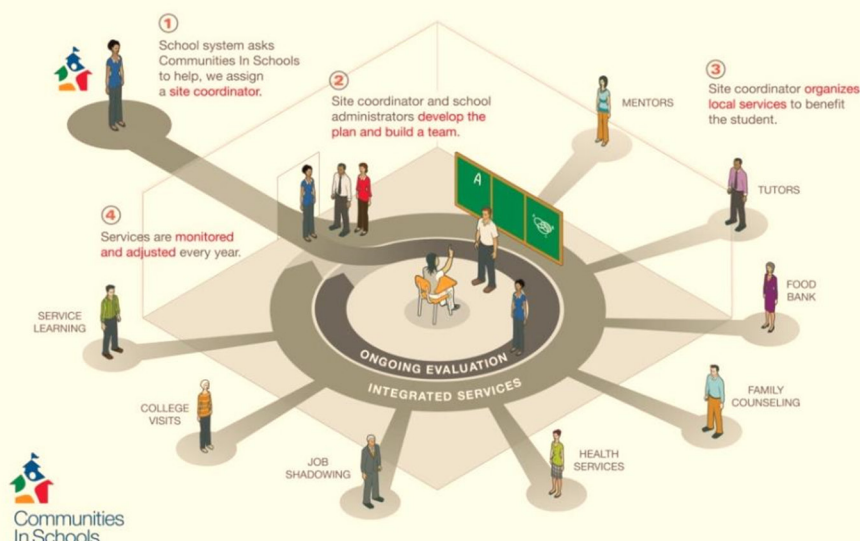 1
School system asks
Communities In Schools
to help, we assign
a site coordinator.
2
Site coordinator and school
administrators develop the
plan and build a team.
3
Site coordinator organizes
local services to benefit
the student.
MENTORS
TUTORS
FOOD
BANK
FAMILY
COUNSELING
HEALTH
SERVICES
JOB
SHADOWING
COLLEGE
VISITS
SERVICE
LEARNING
4
Services are monitored
and adjusted every year.
A
ONGOING EVALUATION
INTEGRATED SERVICES
Communities
In Schools